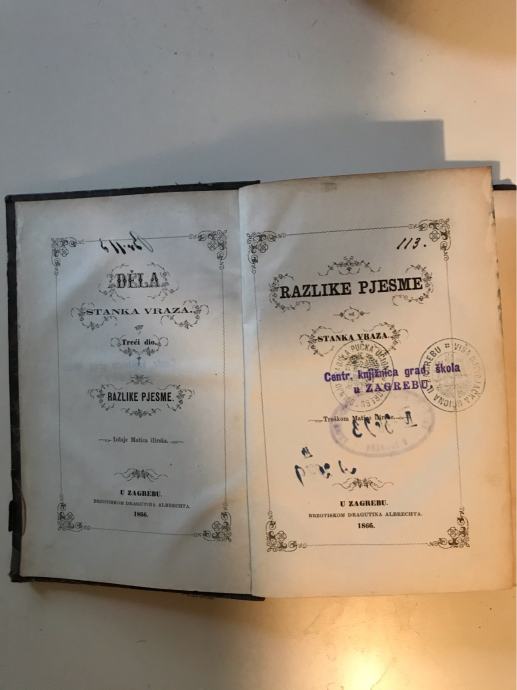 DĚLA
STANKA VRAZA.
Treći dio.
RAZLIKE PJESME.
Izdaje Matica ilirska.
U ZAGREBU.
BRZOTISKOM DRAGUTINA ALBRECHTA.
1866.
113.
RAZLIKE PJESME
od
STANKA VRAZA.
Centr. knjižnica grad. škola
u ZAGREBU.
Troškom Matice ilirske.
U ZAGREBU.
BRZOTISKOM DRAGUTINA ALBRECHTA.
1866.